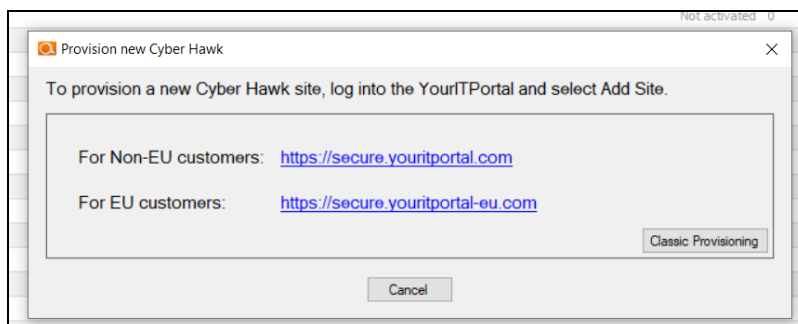 Not activated 0
Provision new Cyber Hawk
To provision a new Cyber Hawk site, log into the YourITPortal and select Add Site.
For Non-EU customers: https://secure.youritportal.com
For EU customers: https://secure.youritportal-eu.com
Classic Provisioning
Cancel